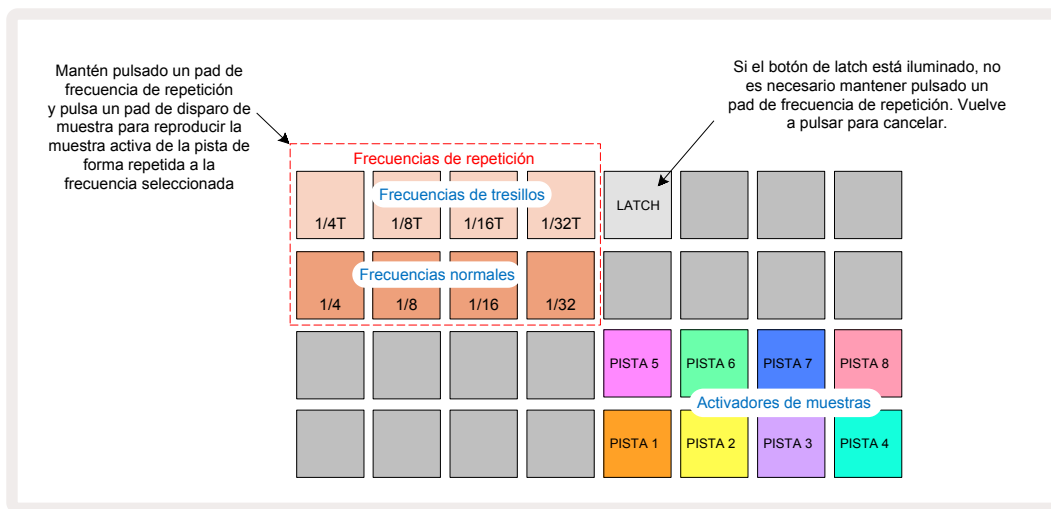 Mantén pulsado un pad de
frecuencia de repetición
y pulsa un pad de disparo de
muestra para reproducir la
muestra activa de la pista de
forma repetida a la
frecuencia seleccionada
Si el botón de latch está iluminado, no
es necesario mantener pulsado un
pad de frecuencia de repetición. Vuelve
a pulsar para cancelar.
Frecuencias de repetición
Frecuencias de tresillos
1/4T 1/8T 1/16T 1/32T
LATCH
Frecuencias normales
1/4 1/8 1/16 1/32
PISTA 5 PISTA 6 PISTA 7 PISTA 8
Activadores de muestras
PISTA 1 PISTA 2 PISTA 3 PISTA 4